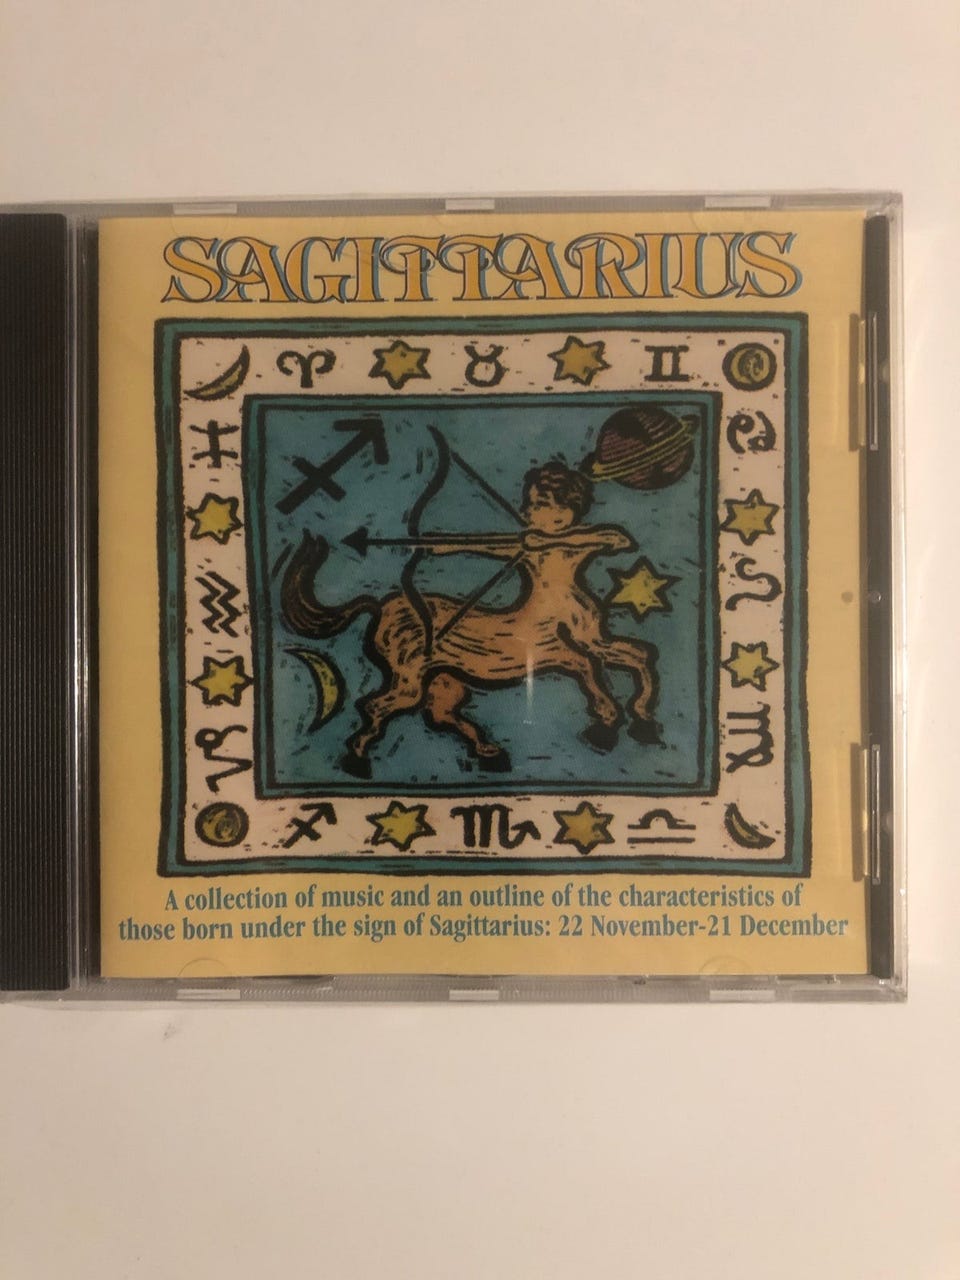 SAGITTARIUS
A collection of music and an outline of the characteristics of
those born under the sign of Sagittarius: 22 November-21 December